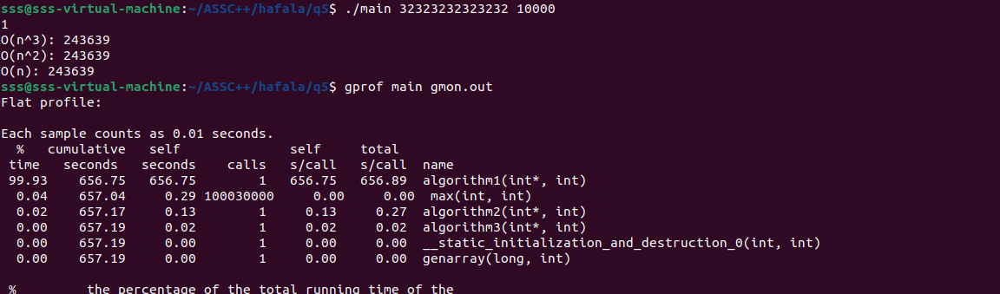 sss@sss-virtual-machine:~/ASSC++/hafala/q5$ ./main 32323232323232 10000
1
O(n^3): 243639
O(n^2): 243639
O(n): 243639
sss@sss-virtual-machine:~/ASSC++/hafala/q5$ gprof main gmon.out
Flat profile:

Each sample counts as 0.01 seconds.
  %   cumulative   self              self     total
 time   seconds   seconds    calls   s/call   s/call  name
 99.93    656.75   656.75        1   656.75   656.89  algorithm1(int*, int)
  0.04    657.04     0.29 100030000     0.00     0.00  max(int, int)
  0.02    657.17     0.13        1     0.13     0.27  algorithm2(int*, int)
  0.00    657.19     0.02        1     0.02     0.02  algorithm3(int*, int)
  0.00    657.19     0.00        1     0.00     0.00  __static_initialization_and_destruction_0(int, int)
  0.00    657.19     0.00        1     0.00     0.00  genarray(long, int)

 %         the percentage of the total running time of the